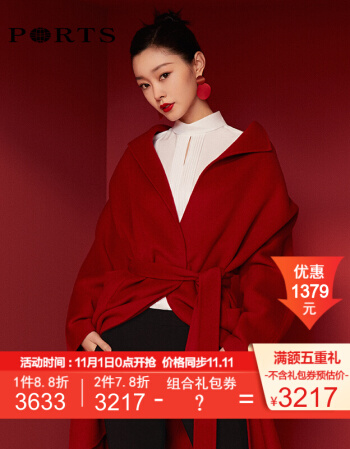 PORTS
优惠
1379
元
活动时间：11月1日0点开抢 价格同步11.11
1件8.8折
3633
2件7.8折
3217
-
组合礼包券
?
=
满额五重礼
-不含礼包券预估价-
¥3217